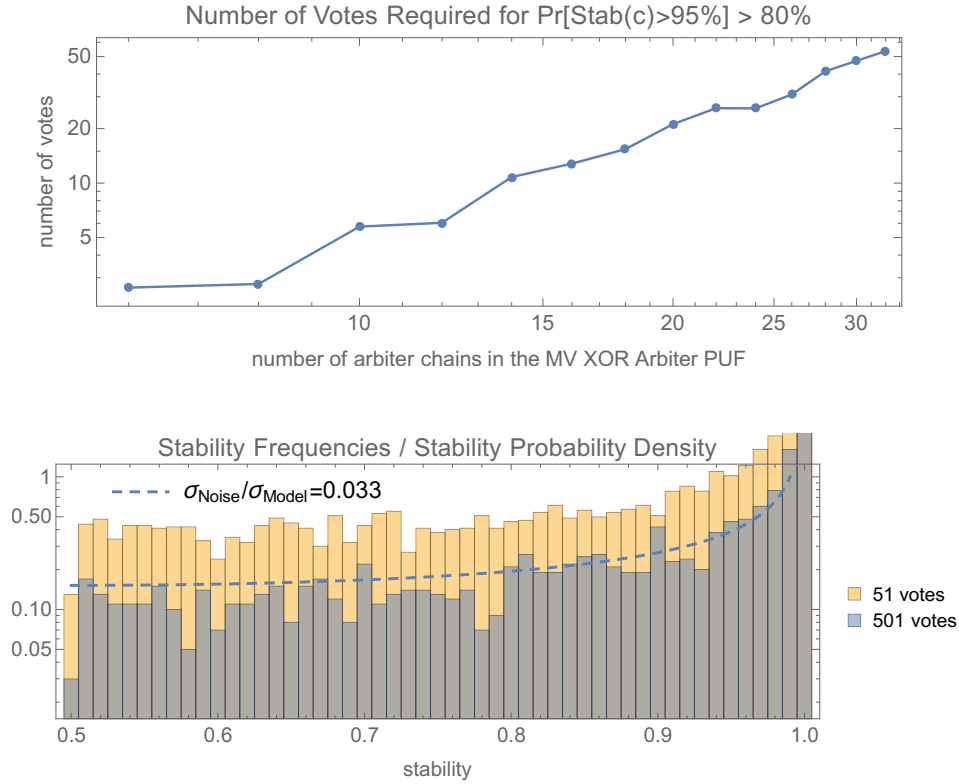 Number of Votes Required for Pr[Stab(c)>95%] > 80%
50
20
10
5
number of votes
10 15 20 25 30
number of arbiter chains in the MV XOR Arbiter PUF
Stability Frequencies / Stability Probability Density
σNoise/σModel=0.033
1
0.50
0.10
0.05
51 votes
501 votes
0.5 0.6 0.7 0.8 0.9 1.0
stability